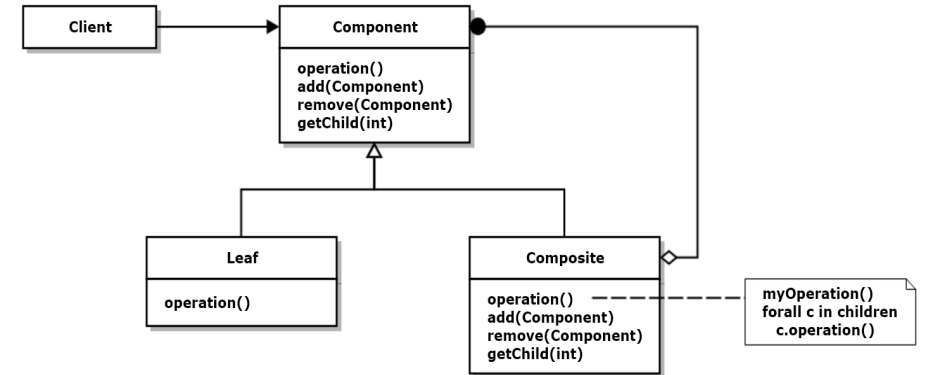 Client
Component
operation()
add(Component)
remove(Component)
getChild(int)
Leaf
operation()
Composite
operation()
add(Component)
remove(Component)
getChild(int)
myOperation()
forall c in children
c.operation()